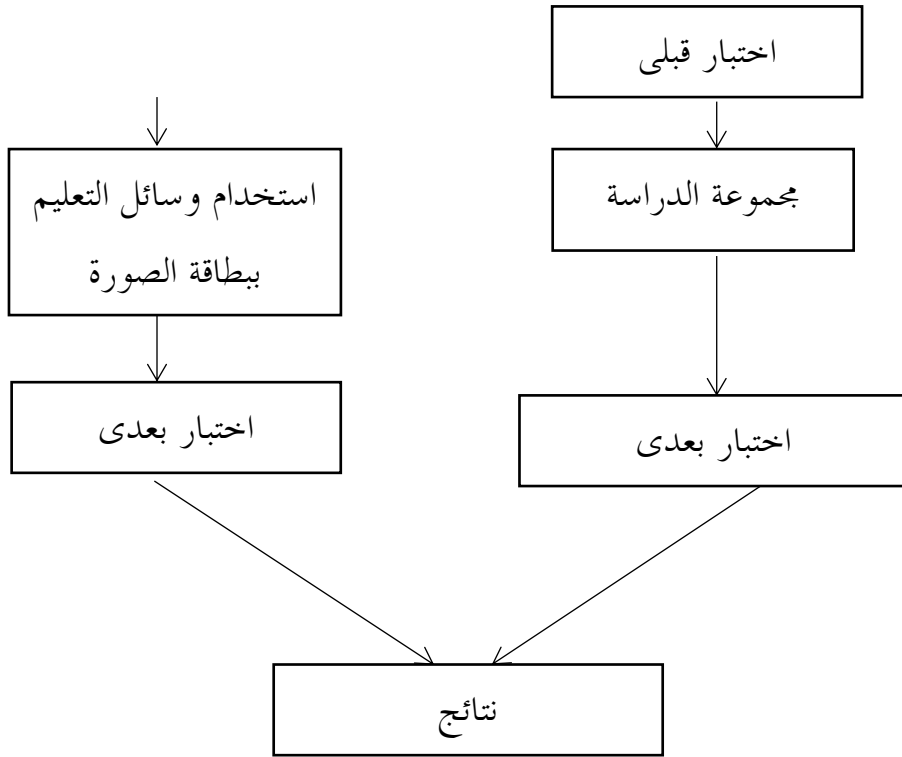 اختبار قبلى
مجموعة الدراسة
استخدام وسائل التعليم
ببطاقة الصورة
اختبار بعدى
اختبار بعدى
نتائج